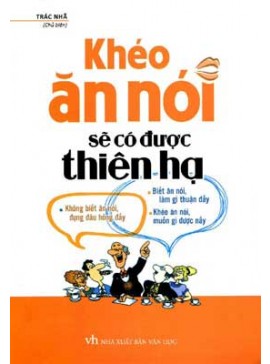 TRÁC NHÃ
(Chủ biên)
Khéo
ăn nói
sẽ có được
thiên hạ
• Biết ăn nói,
làm gì thuận đấy
• Không biết ăn nói,
đụng đâu hỏng đấy
• Khéo ăn nói,
muốn gì được nấy
vh NHÀ XUẤT BẢN VĂN HỌC